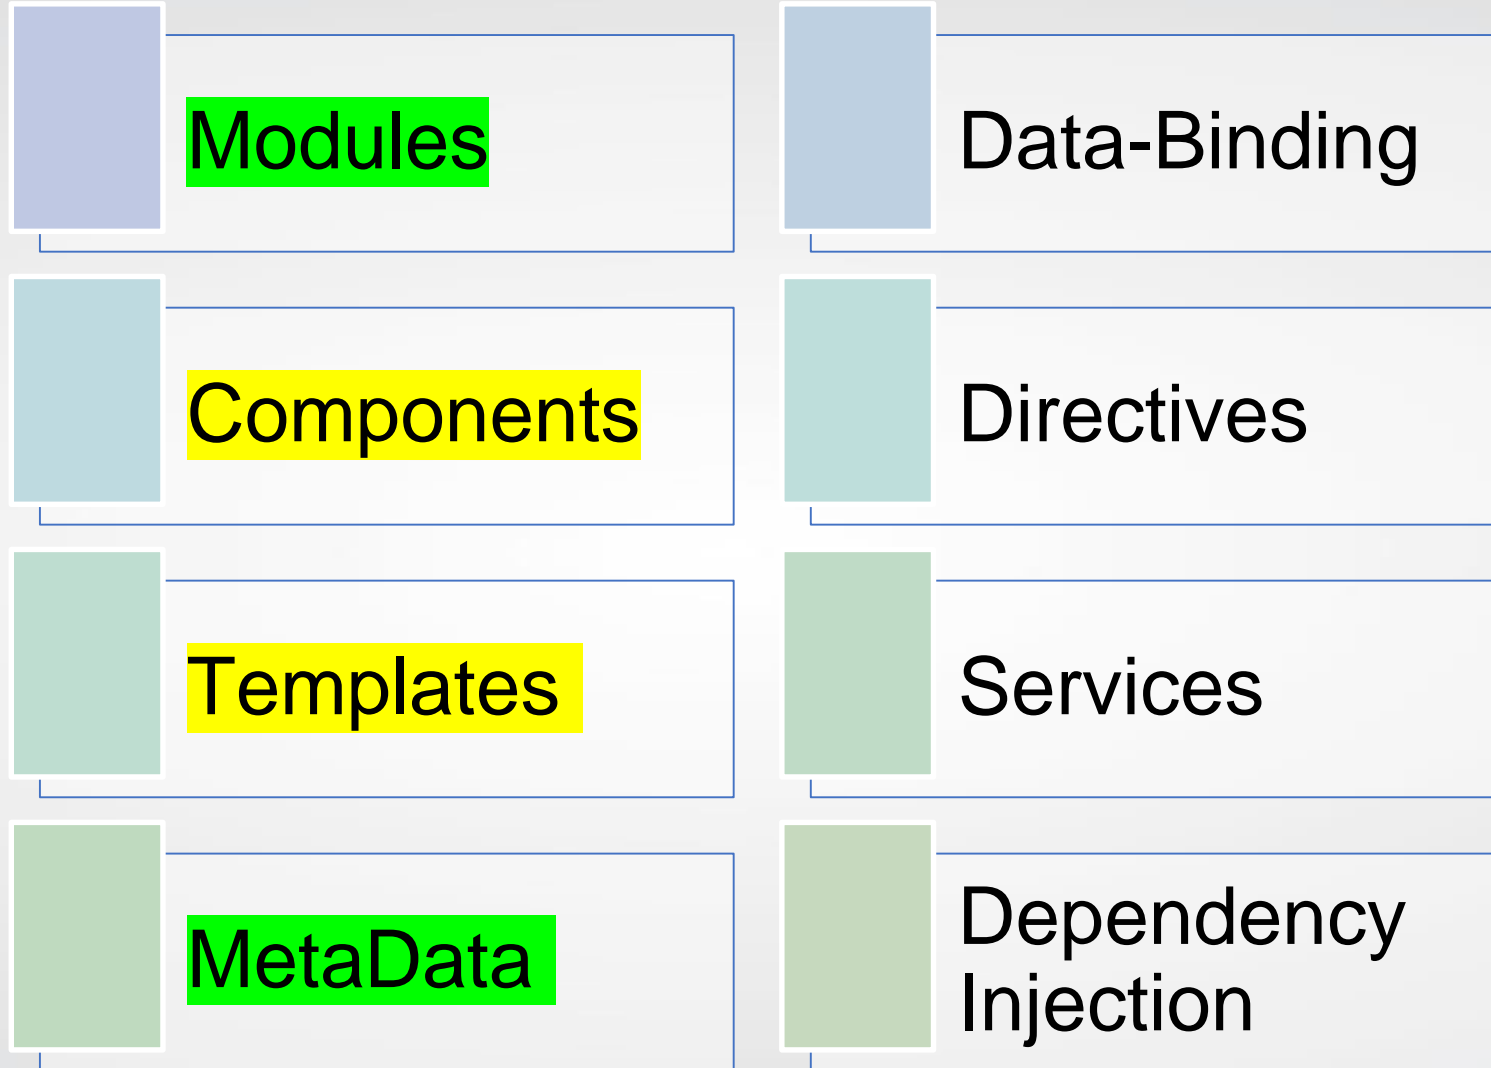 Modules
Components
Templates
MetaData
Data-Binding
Directives
Services
Dependency
Injection